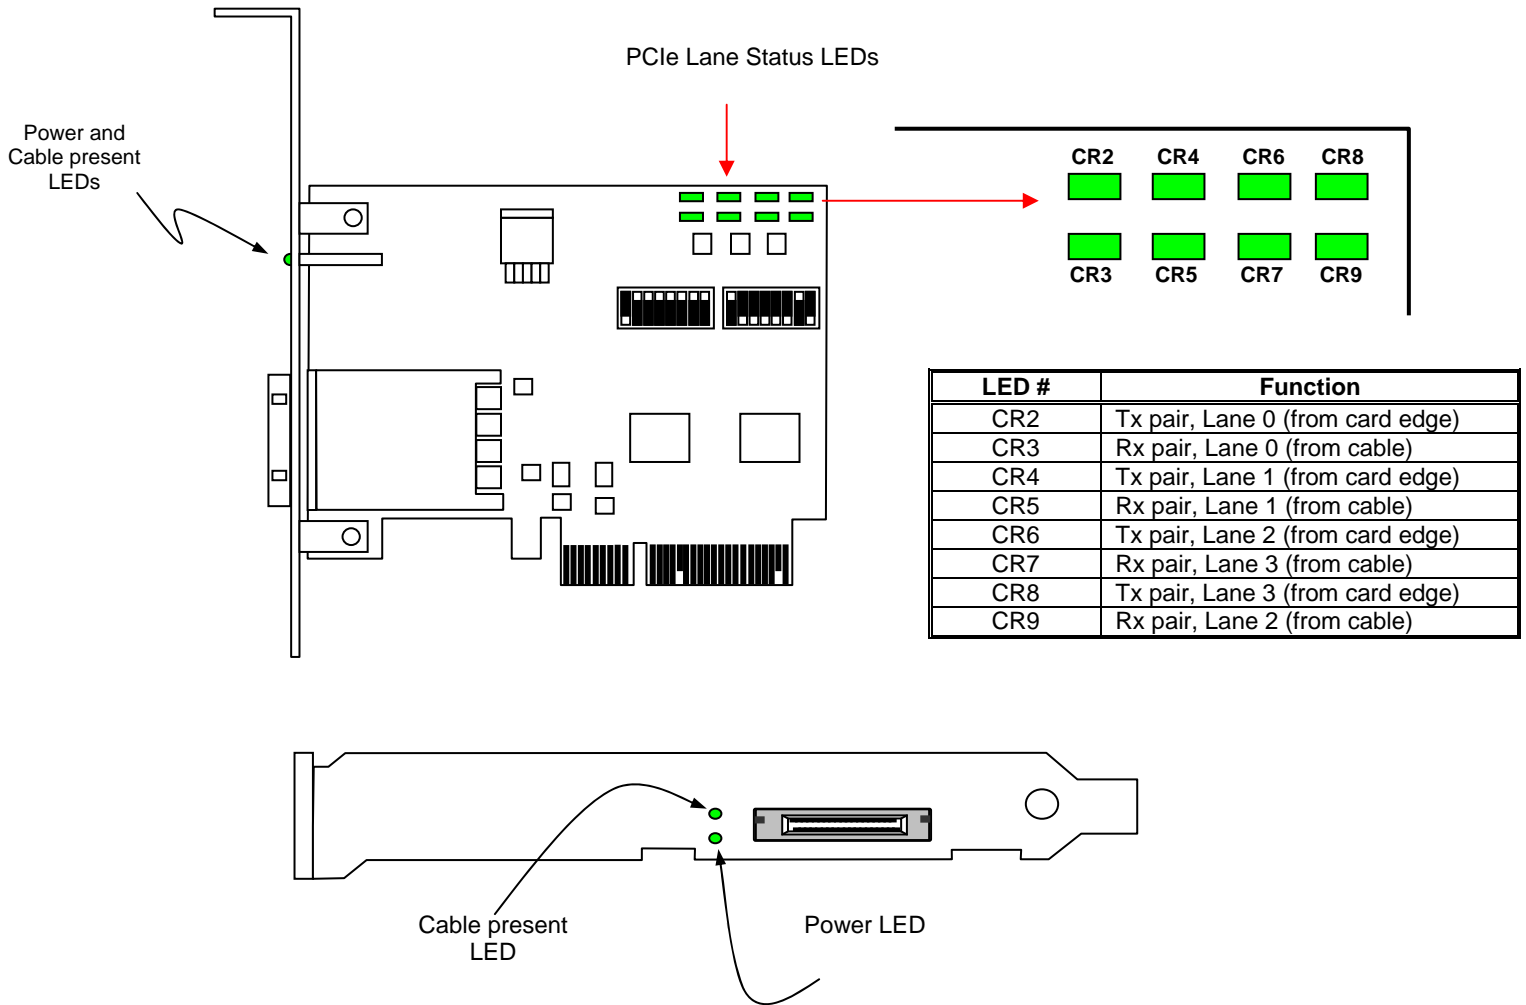 PCIe Lane Status LEDs
Power and
Cable present
LEDs
CR2 CR4 CR6 CR8
CR3 CR5 CR7 CR9
LED # Function
CR2 Tx pair, Lane 0 (from card edge)
CR3 Rx pair, Lane 0 (from cable)
CR4 Tx pair, Lane 1 (from card edge)
CR5 Rx pair, Lane 1 (from cable)
CR6 Tx pair, Lane 2 (from card edge)
CR7 Rx pair, Lane 3 (from cable)
CR8 Tx pair, Lane 3 (from card edge)
CR9 Rx pair, Lane 2 (from cable)
Cable present
LED
Power LED